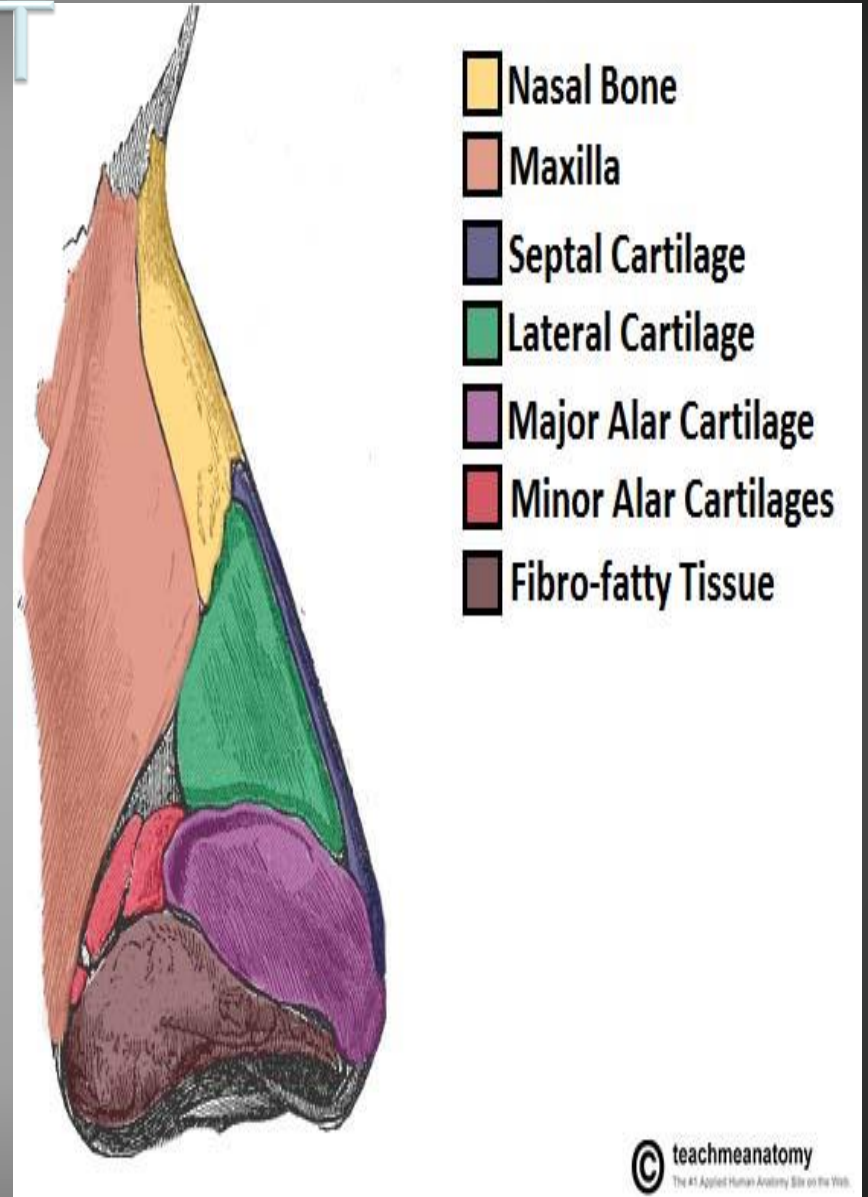 T
Nasal Bone
Maxilla
Septal Cartilage
Lateral Cartilage
Major Alar Cartilage
Minor Alar Cartilages
Fibro-fatty Tissue
© teachmeanatomy
The #1 Applied Human Anatomy Site on the Web.